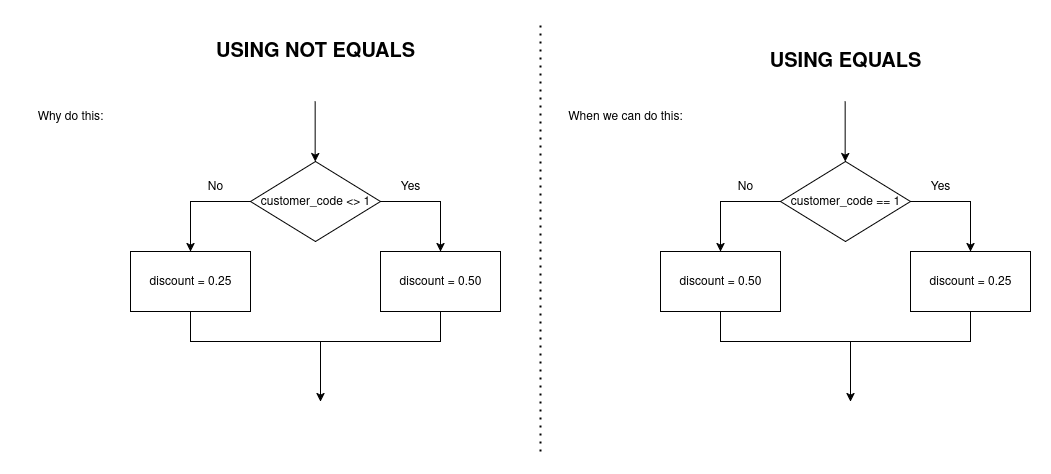 USING NOT EQUALS
Why do this:
No
Yes
customer_code <> 1
discount = 0.25
discount = 0.50
USING EQUALS
When we can do this:
No
Yes
customer_code == 1
discount = 0.50
discount = 0.25